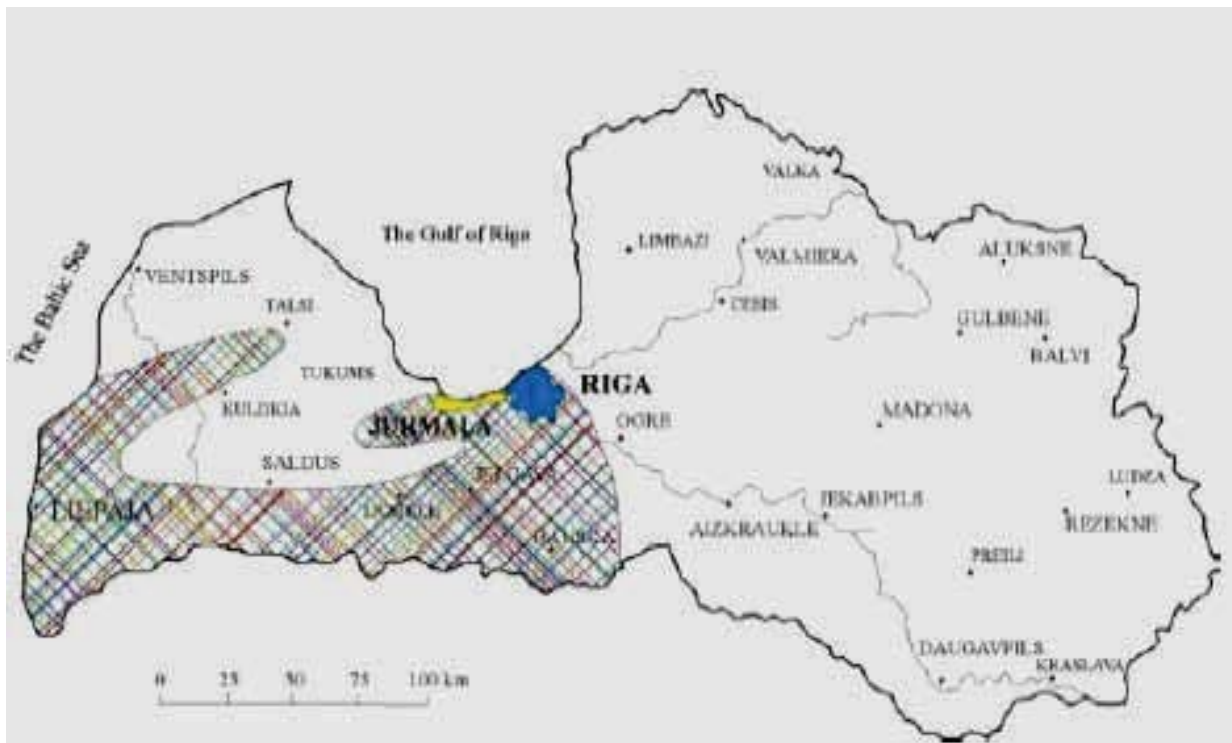 VALKA
The Gulf of Riga
LIMBAZI
VALMIERA
ALUKSNE
The Baltic Sea
VENTSPILS
TALSI
CESIS
GULBENE
BALVI
TUKUMS
RIGA
KULDIGA
JURMALA
OGRE
MADONA
SALDUS
LUDZA
LIEPAJA
JEKABPILS
AIZKRAUKLE
REZEKNE
PREILI
DAUGAVPILS
KRASLAVA
0 25 50 75 100 km